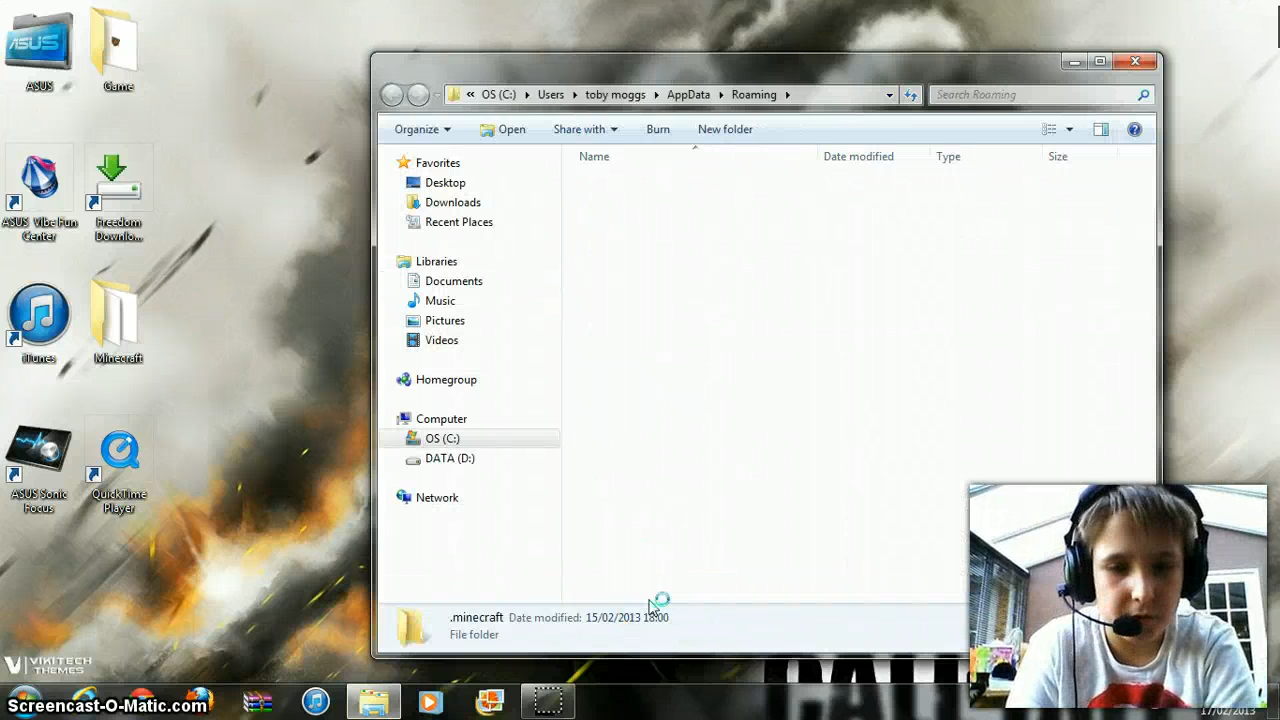 ASUS
ASUS
Game
ASUS Vibe Fun
Center
Freedom
Downlo...
iTunes
Minecraft
ASUS Sonic
Focus
QuickTime
Player
« OS (C:) Users toby moggs AppData Roaming
Search Roaming
Organize Open Share with Burn New folder
Name Date modified Type Size
Favorites
Desktop
Downloads
Recent Places
Libraries
Documents
Music
Pictures
Videos
Homegroup
Computer
OS (C:)
DATA (D:)
Network
.minecraft Date modified: 15/02/2013 18:00
File folder
VIKITECH
THEMES
Screencast-O-Matic.com
17/02/2013